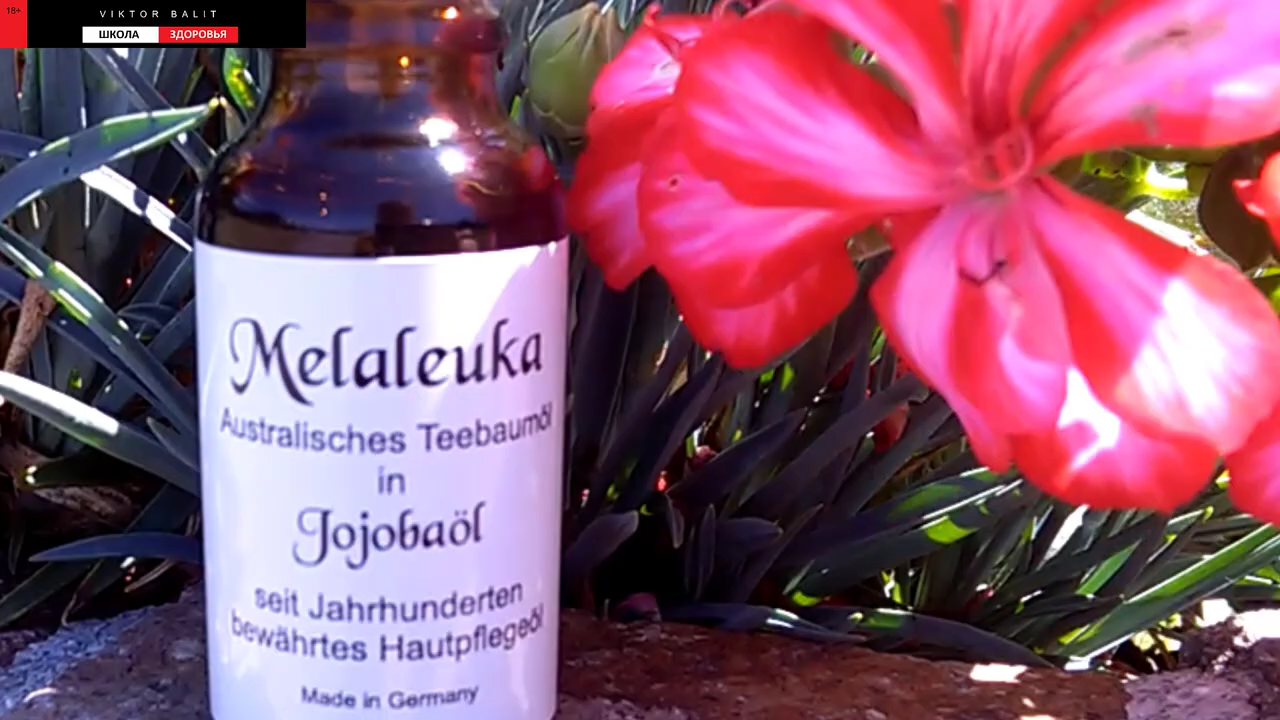 18+
VIKTOR BALIT
ШКОЛА ЗДОРОВЬЯ
Melaleuka
Australisches Teebaumöl
in
Jojobaöl
seit Jahrhunderten
bewährtes Hautpflegeöl
Made in Germany